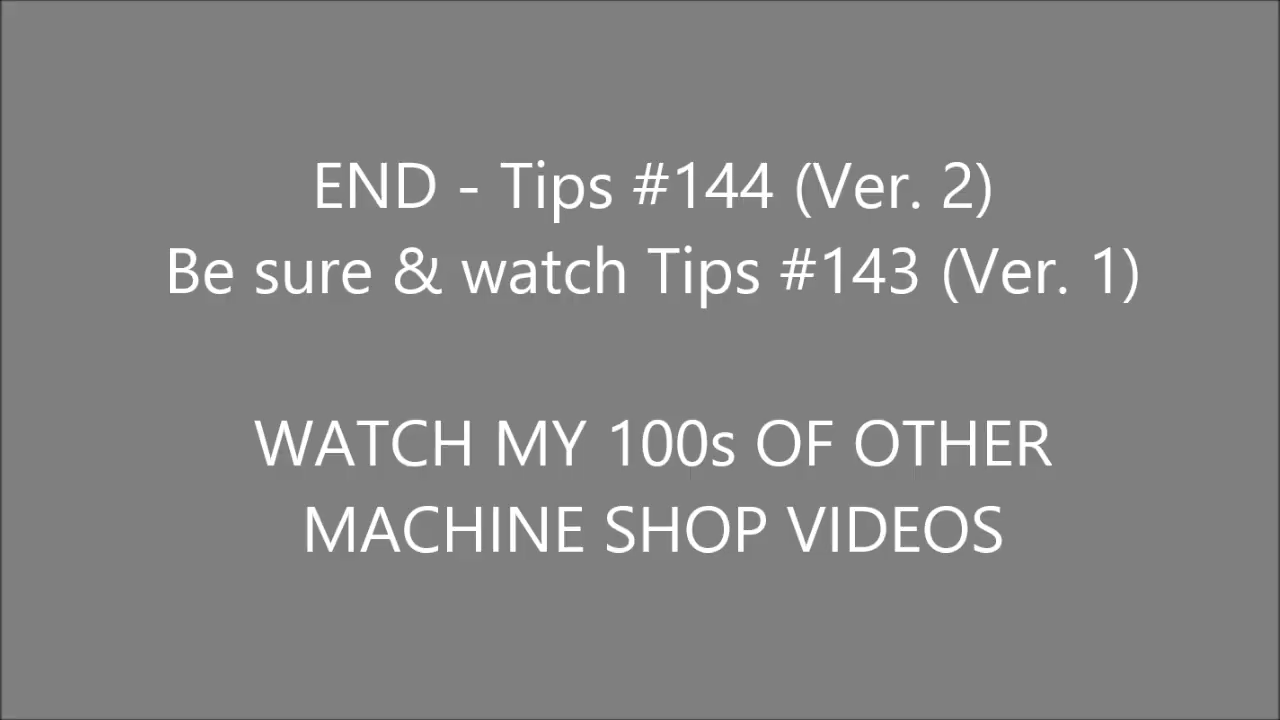 END - Tips #144 (Ver. 2)
Be sure & watch Tips #143 (Ver. 1)
WATCH MY 100s OF OTHER
MACHINE SHOP VIDEOS